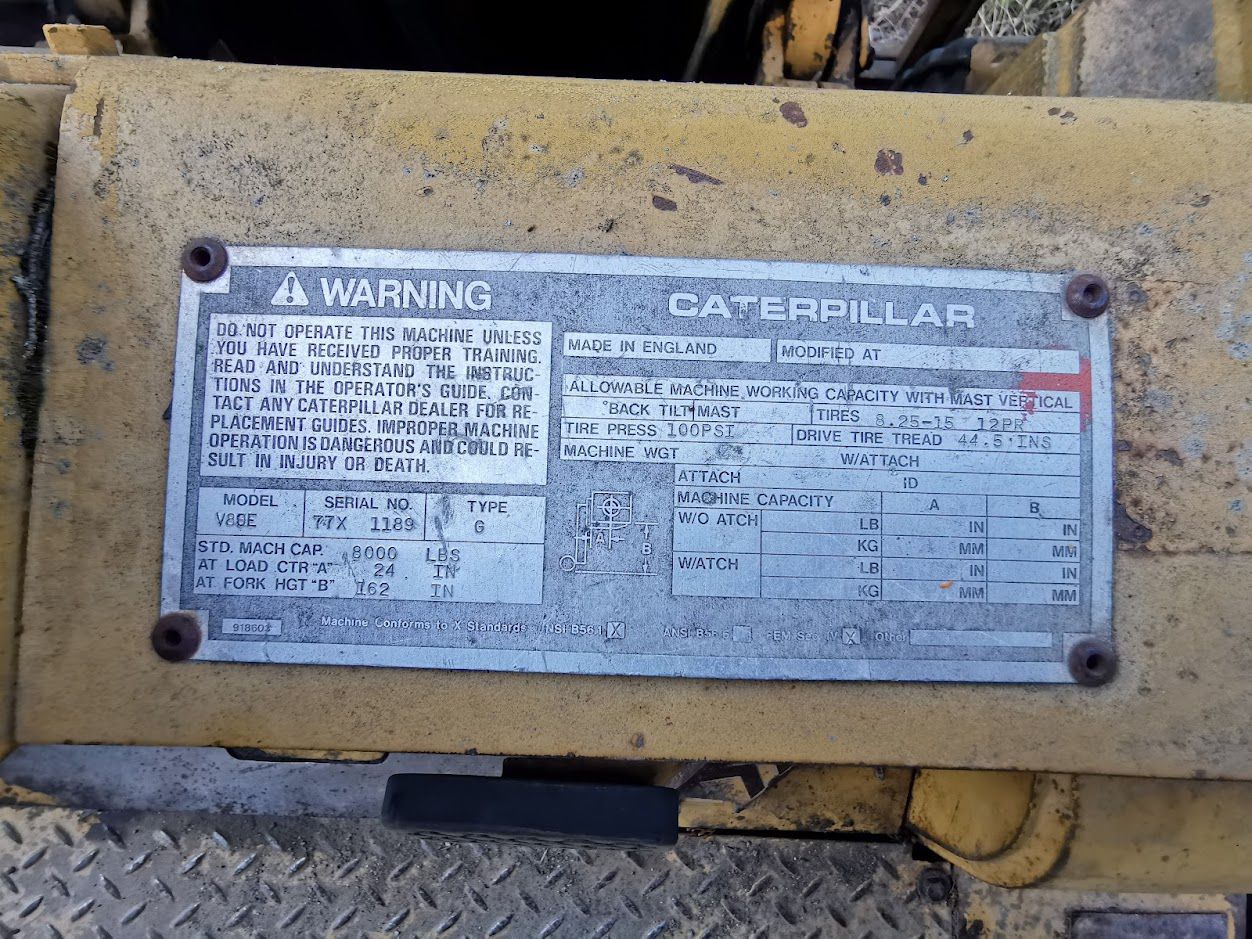 WARNING
DO NOT OPERATE THIS MACHINE UNLESS
YOU HAVE RECEIVED PROPER TRAINING.
READ AND UNDERSTAND THE INSTRUC-
TIONS IN THE OPERATOR'S GUIDE. CON-
TACT ANY CATERPILLAR DEALER FOR RE-
PLACEMENT GUIDES. IMPROPER MACHINE
OPERATION IS DANGEROUS AND COULD RE-
SULT IN INJURY OR DEATH.
MODEL SERIAL NO. TYPE
V80E 77X 1189 G
STD. MACH CAP. 8000 LBS
AT LOAD CTR "A" 24 IN
AT FORK HGT "B" 162 IN
CATERPILLAR
MADE IN ENGLAND MODIFIED AT
ALLOWABLE MACHINE WORKING CAPACITY WITH MAST VERTICAL
°BACK TILT MAST TIRES 8.25-15 12PR
TIRE PRESS 100PSI DRIVE TIRE TREAD 44.5 INS
MACHINE WGT W/ATTACH
ATTACH ID
MACHINE CAPACITY A B
W/O ATCH LB IN IN
KG MM MM
W/ATCH LB IN IN
KG MM MM
A
B
Machine Conforms to X Standards ANSI B56.1 X ANSI B56.6 FEM Sec. IV X Other